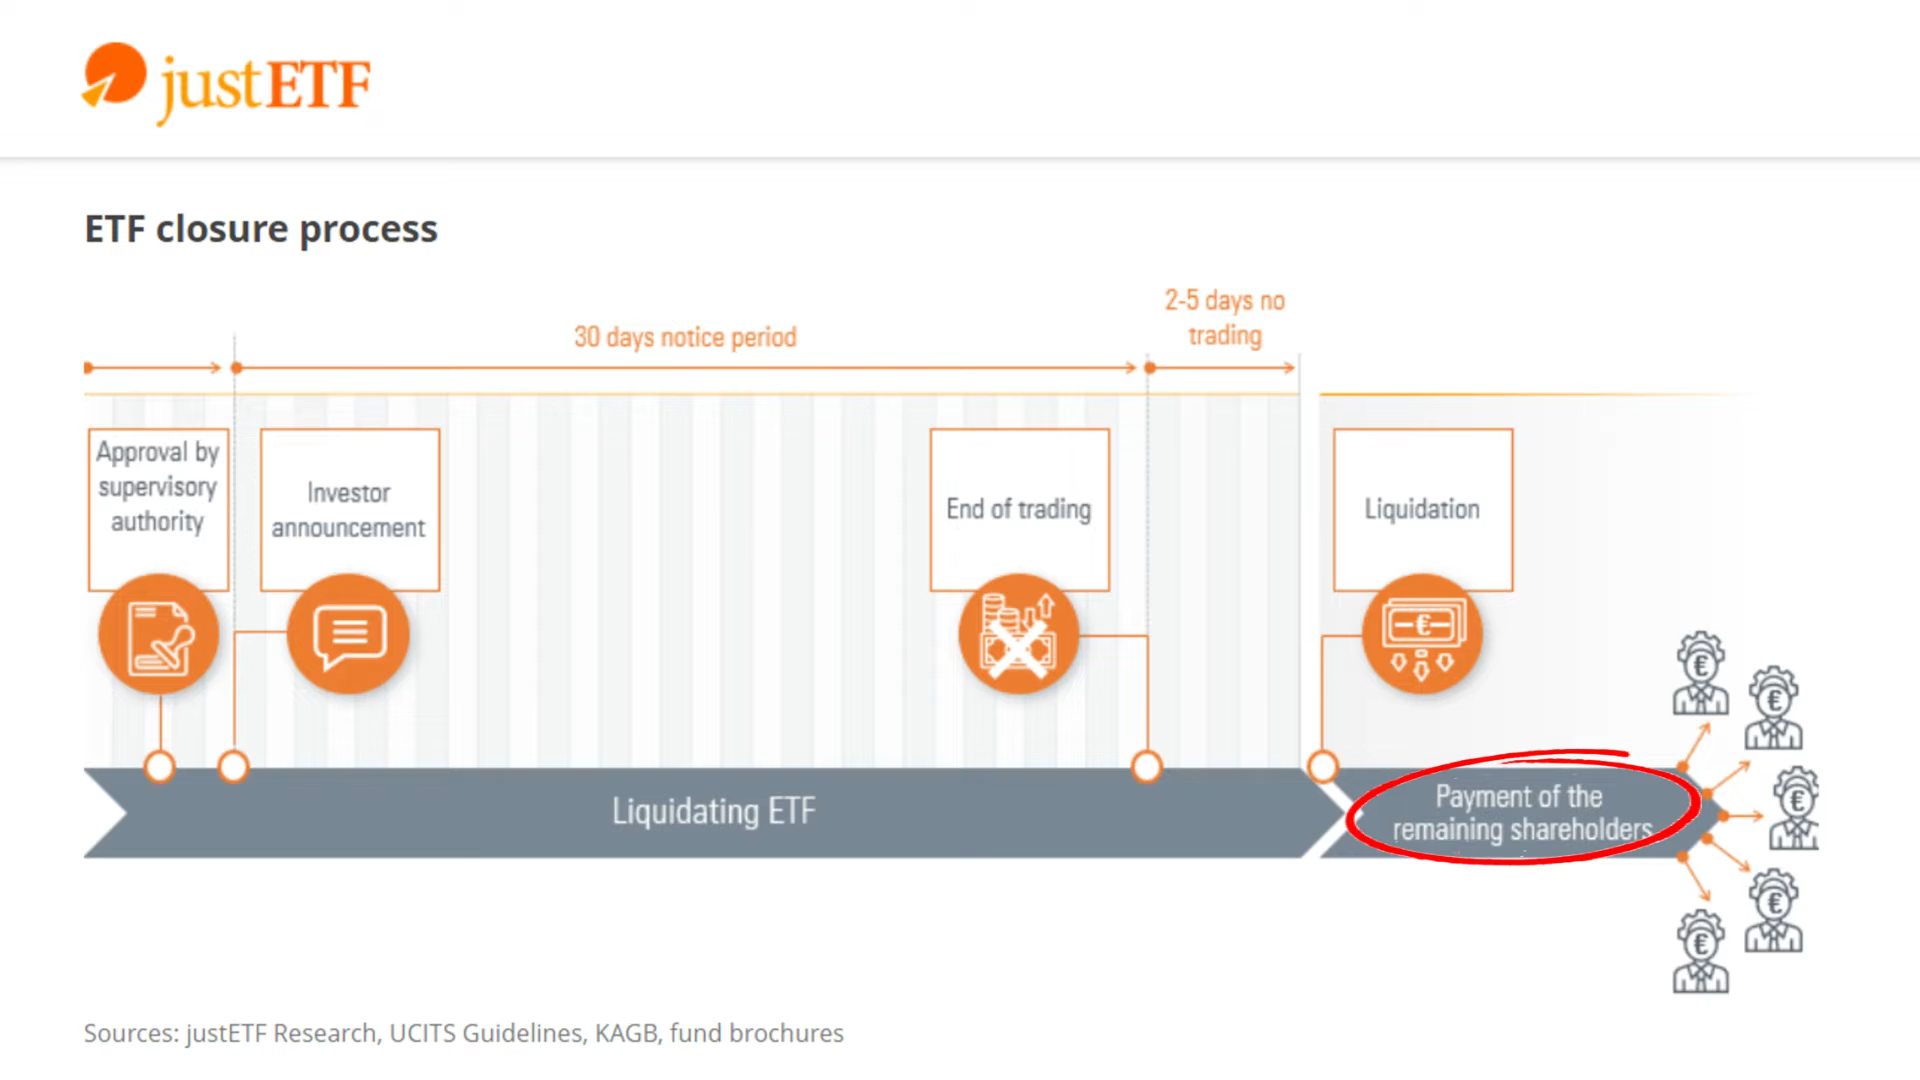 justETF
ETF closure process
2-5 days no
trading
30 days notice period
Approval by
supervisory
authority
Investor
announcement
End of trading
Liquidation
€
€
€
€
€
€
Liquidating ETF
Payment of the
remaining shareholders
Sources: justETF Research, UCITS Guidelines, KAGB, fund brochures